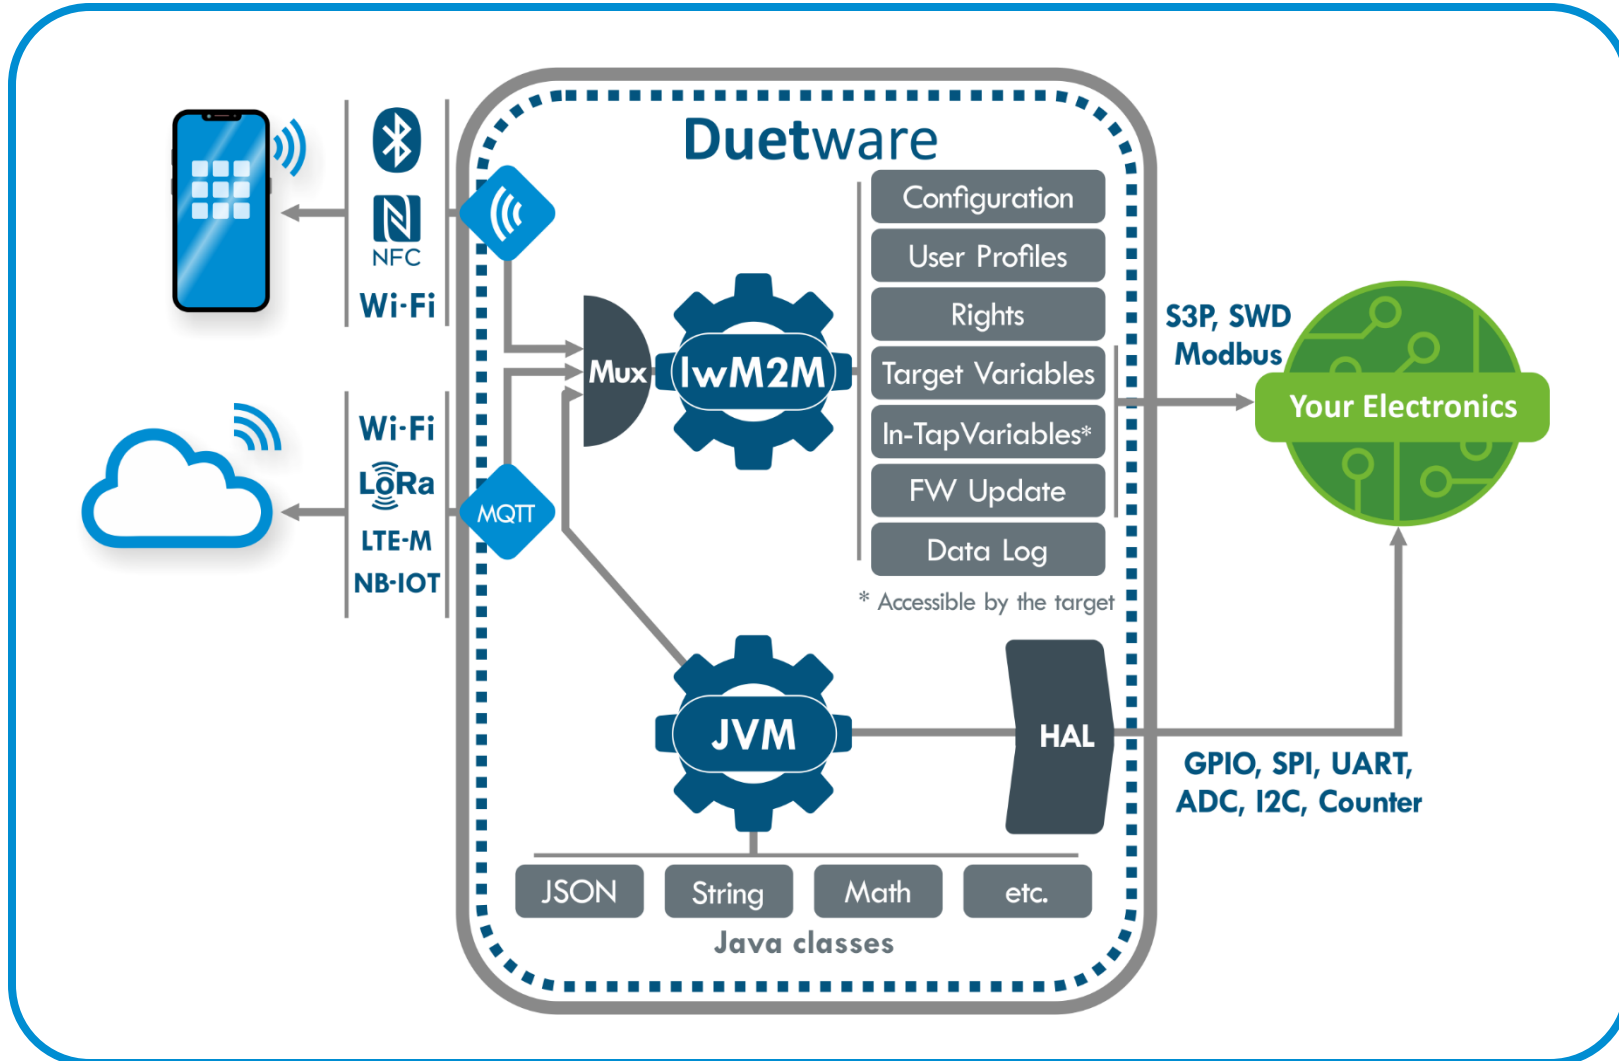 Duetware
NFC
Wi-Fi
Wi-Fi
LoRa
LTE-M
NB-IOT
MQTT
Mux
lwM2M
Configuration
User Profiles
Rights
Target Variables
In-TapVariables*
FW Update
Data Log
* Accessible by the target
S3P, SWD
Modbus
Your Electronics
JVM
HAL
GPIO, SPI, UART,
ADC, I2C, Counter
JSON
String
Math
etc.
Java classes